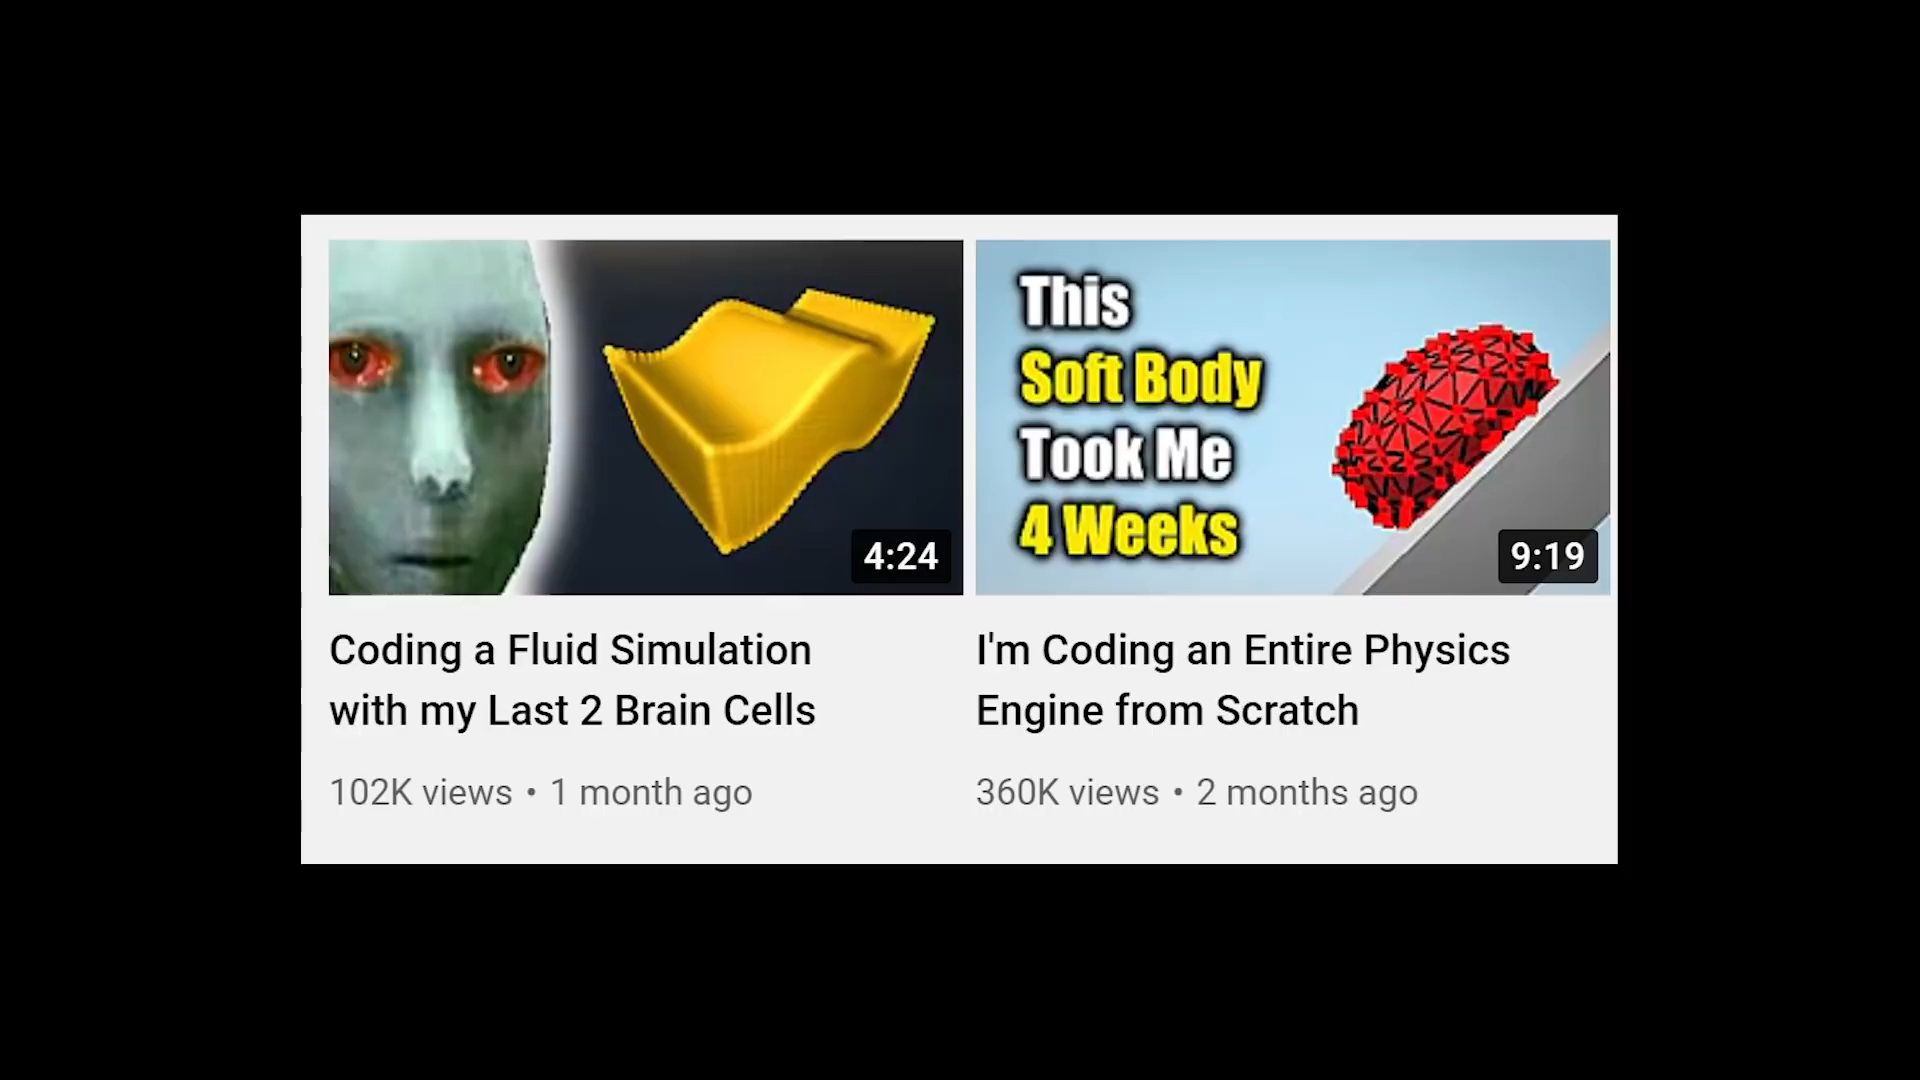 This
Soft Body
Took Me
4 Weeks
4:24
9:19
Coding a Fluid Simulation
with my Last 2 Brain Cells
102K views • 1 month ago
I'm Coding an Entire Physics
Engine from Scratch
360K views • 2 months ago